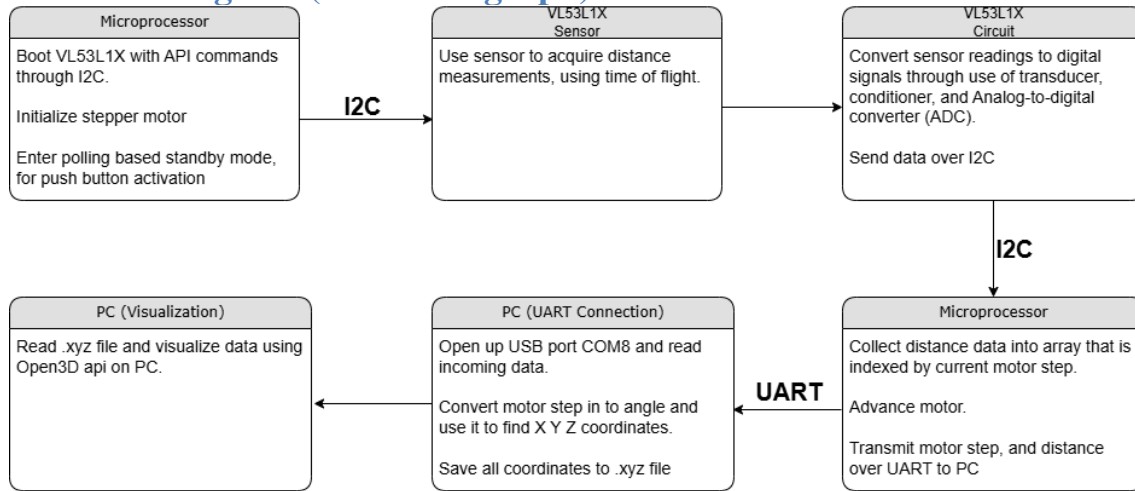 Microprocessor
Boot VL53L1X with API commands
through I2C.
Initialize stepper motor
Enter polling based standby mode,
for push button activation
I2C
VL53L1X
Sensor
Use sensor to acquire distance
measurements, using time of flight.
VL53L1X
Circuit
Convert sensor readings to digital
signals through use of transducer,
conditioner, and Analog-to-digital
converter (ADC).
Send data over I2C
I2C
Microprocessor
Collect distance data into array that is
indexed by current motor step.
Advance motor.
Transmit motor step, and distance
over UART to PC
UART
PC (UART Connection)
Open up USB port COM8 and read
incoming data.
Convert motor step in to angle and
use it to find X Y Z coordinates.
Save all coordinates to .xyz file
PC (Visualization)
Read .xyz file and visualize data using
Open3D api on PC.